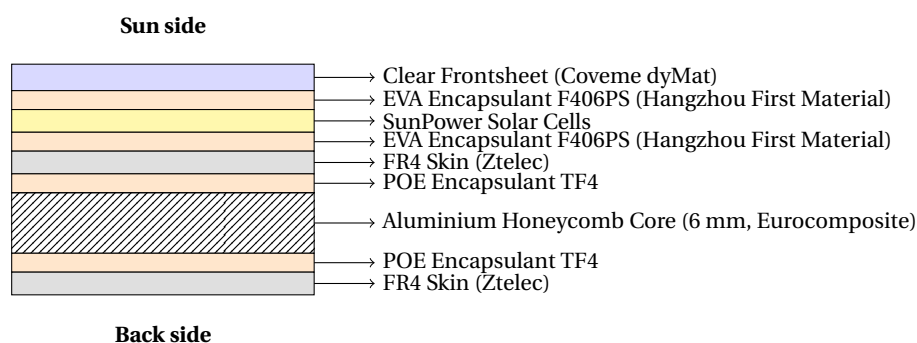 Sun side
Clear Frontsheet (Coveme dyMat)
EVA Encapsulant F406PS (Hangzhou First Material)
SunPower Solar Cells
EVA Encapsulant F406PS (Hangzhou First Material)
FR4 Skin (Ztelec)
POE Encapsulant TF4
Aluminium Honeycomb Core (6 mm, Eurocomposite)
POE Encapsulant TF4
FR4 Skin (Ztelec)
Back side